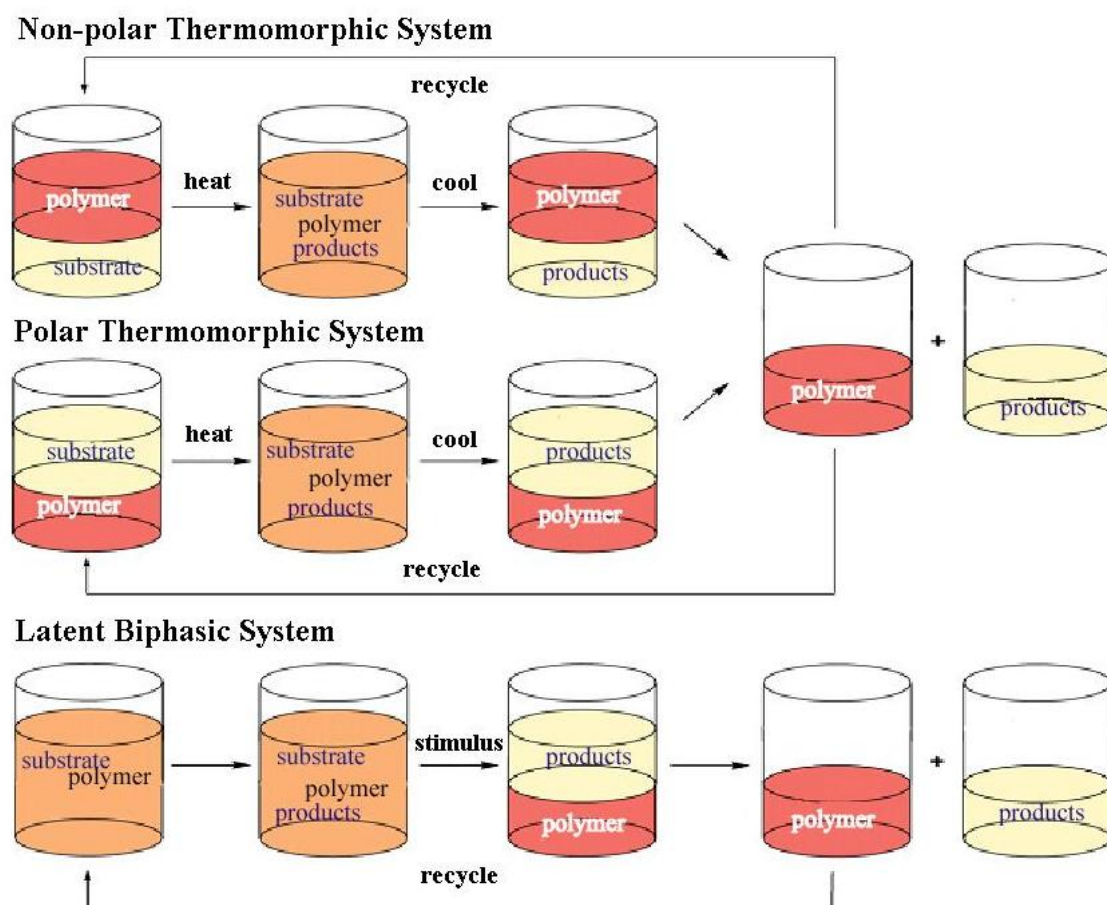 Non-polar Thermomorphic System
recycle
polymer
substrate
heat
substrate
polymer
products
cool
polymer
products
Polar Thermomorphic System
substrate
polymer
heat
substrate
polymer
products
cool
products
polymer
recycle
polymer
+
products
Latent Biphasic System
substrate
polymer
substrate
polymer
products
stimulus
products
polymer
polymer
+
products
recycle